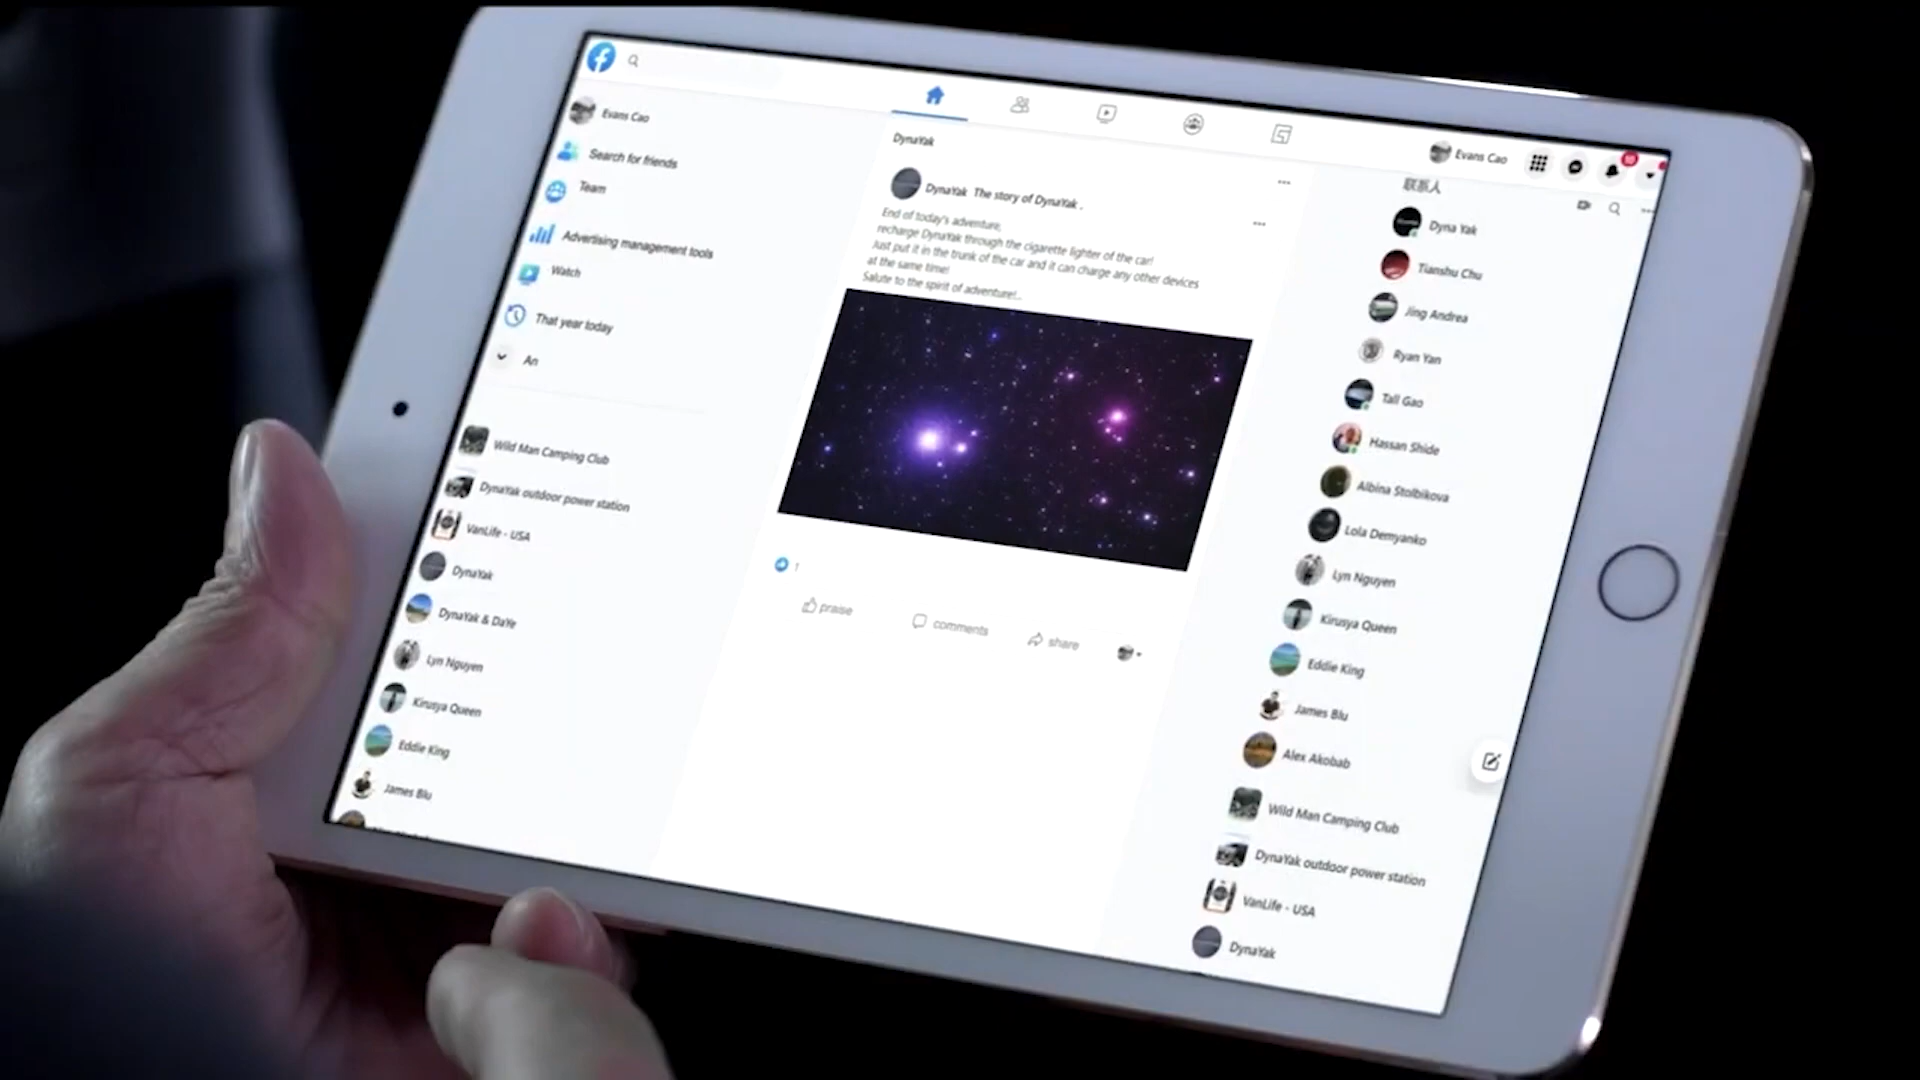 Evans Cao
Search for friends
Team
Advertising management tools
Watch
That year today
An
Wild Man Camping Club
DynaYak outdoor power station
VanLife - USA
DynaYak
DynaYak & DaYe
Lyn Nguyen
Kirusya Queen
Eddie King
James Blu
DynaYak
DynaYak The story of DynaYak .
End of today's adventure,
recharge DynaYak through the cigarette lighter of the car!
Just put it in the trunk of the car and it can charge any other devices
at the same time!
Salute to the spirit of adventure!...
1
praise
comments
share
Evans Cao
联系人
Dyna Yak
Tianshu Chu
Jing Andrea
Ryan Yan
Tall Gao
Hassan Shide
Albina Stolbikova
Lola Demyanko
Lyn Nguyen
Kirusya Queen
Eddie King
James Blu
Alex Akobab
Wild Man Camping Club
DynaYak outdoor power station
VanLife - USA
DynaYak